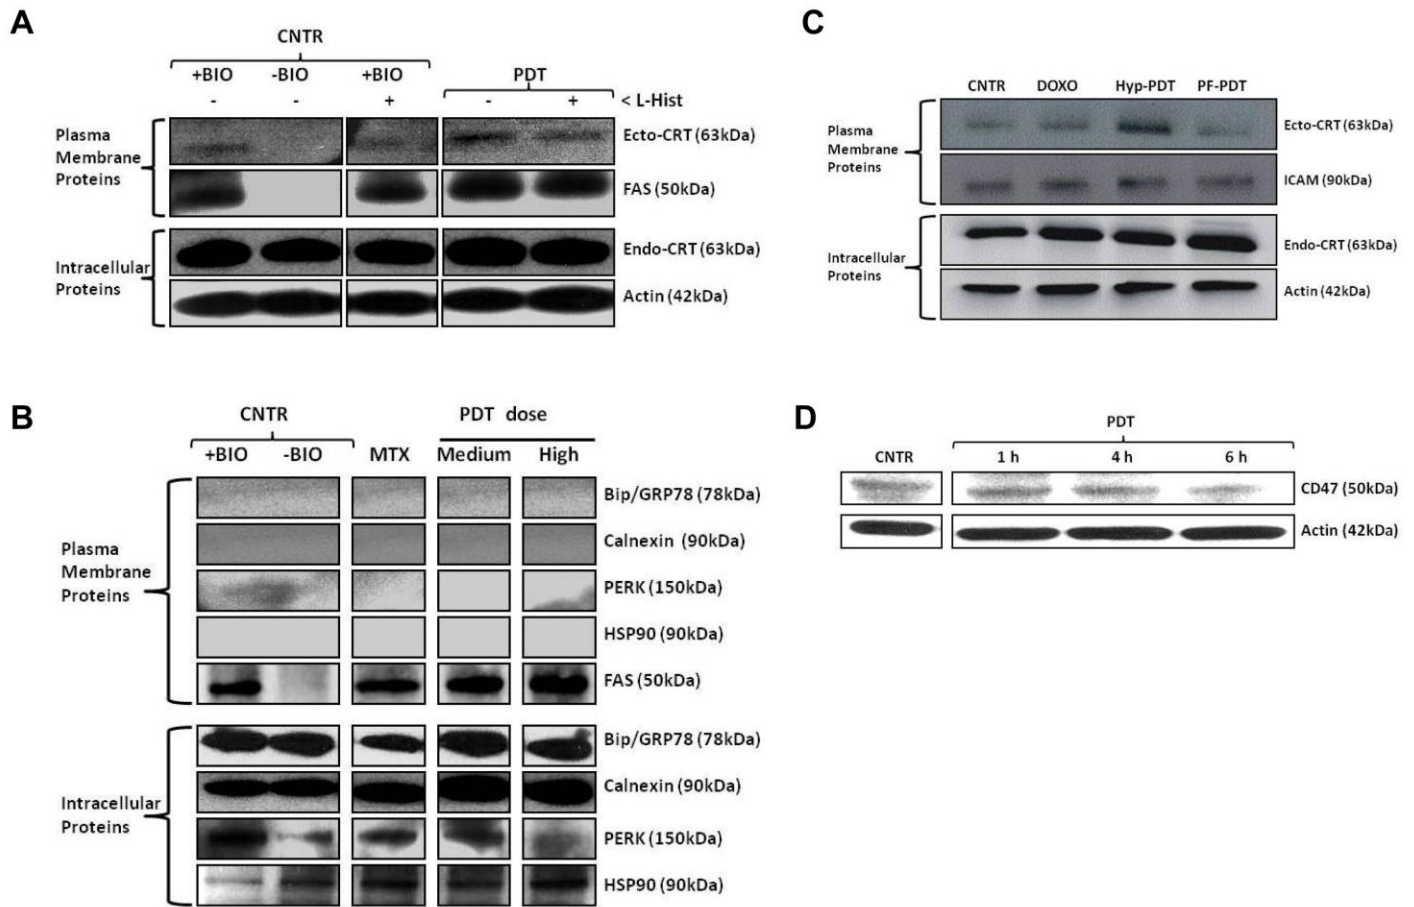 A
CNTR
+BIO -BIO +BIO PDT
- - + - + < L-Hist
Plasma
Membrane
Proteins
Ecto-CRT (63kDa)
FAS (50kDa)
Intracellular
Proteins
Endo-CRT (63kDa)
Actin (42kDa)
C
CNTR DOXO Hyp-PDT PF-PDT
Plasma
Membrane
Proteins
Ecto-CRT (63kDa)
ICAM (90kDa)
Intracellular
Proteins
Endo-CRT (63kDa)
Actin (42kDa)
B
CNTR PDT dose
+BIO -BIO MTX Medium High
Plasma
Membrane
Proteins
Bip/GRP78 (78kDa)
Calnexin (90kDa)
PERK (150kDa)
HSP90 (90kDa)
FAS (50kDa)
Intracellular
Proteins
Bip/GRP78 (78kDa)
Calnexin (90kDa)
PERK (150kDa)
HSP90 (90kDa)
D
PDT
CNTR 1 h 4 h 6 h
CD47 (50kDa)
Actin (42kDa)